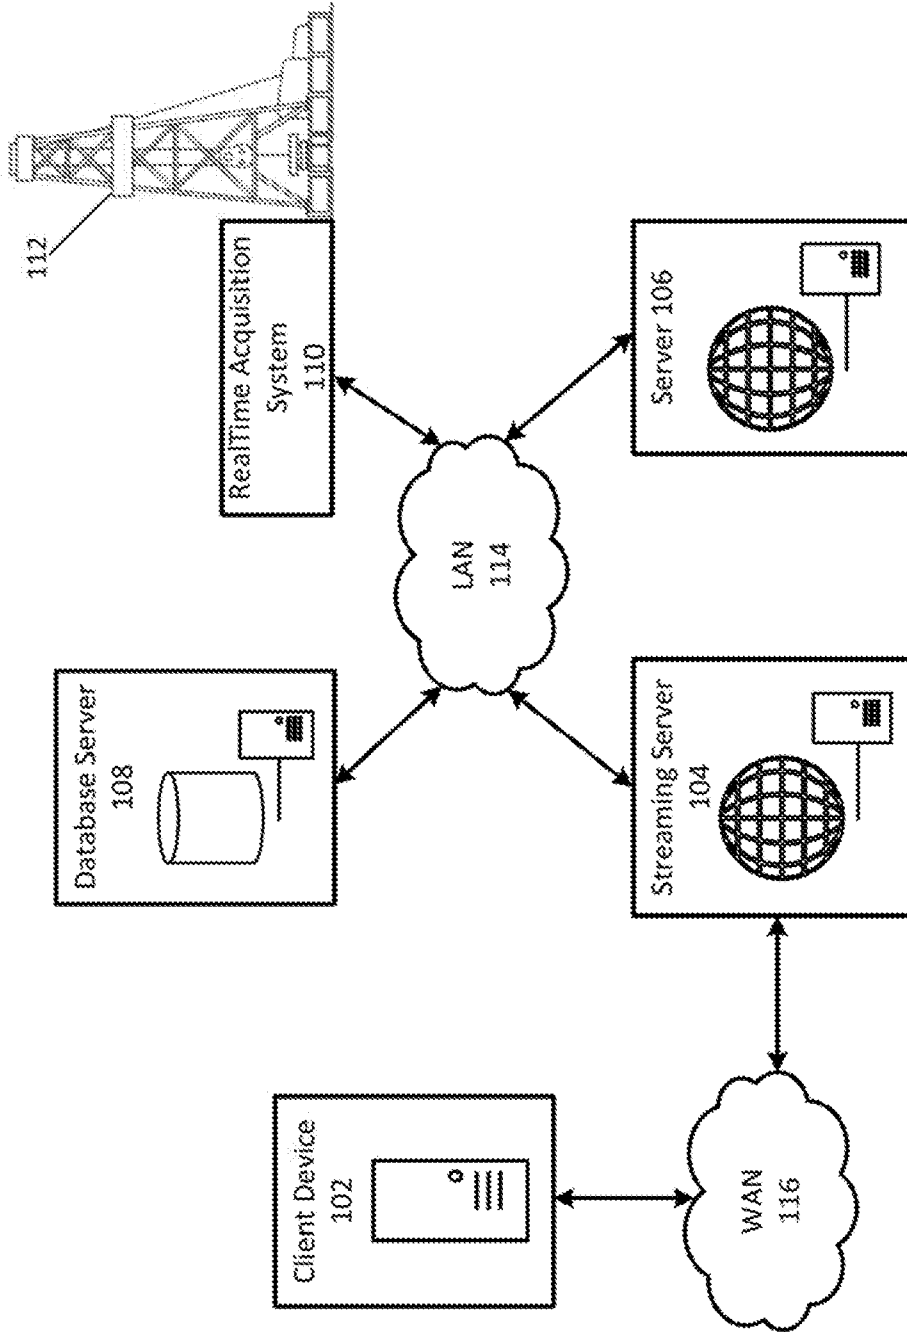 Client Device
102
WAN
116
Database Server
108
Streaming Server
104
LAN
114
RealTime Acquisition
System
110
Server 106
112